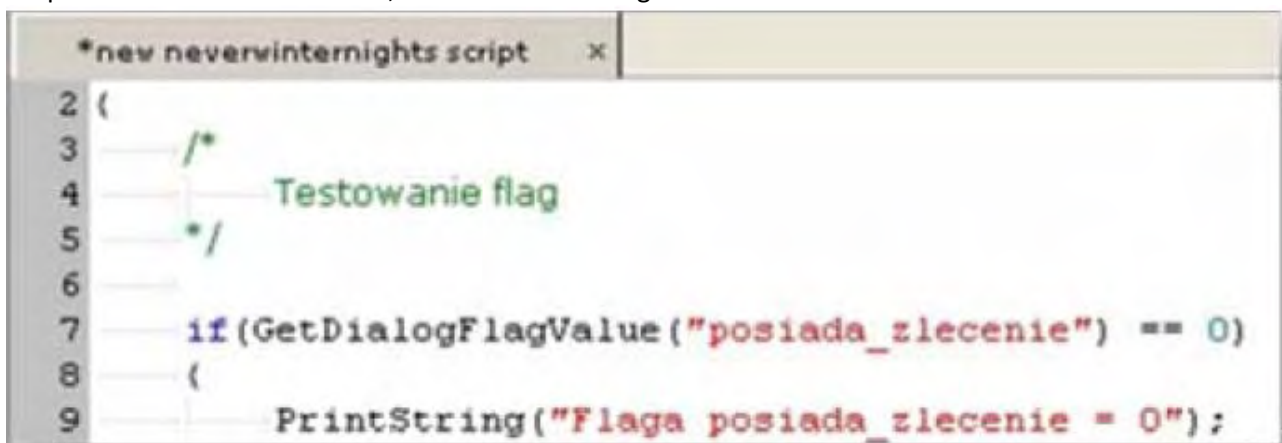 *new neverwinternights script ×
2 {
3 /*
4 Testowanie flag
5 */
6
7 if(GetDialogFlagValue("posiada_zlecenie") == 0)
8 {
9 PrintString("Flaga posiada_zlecenie = 0");